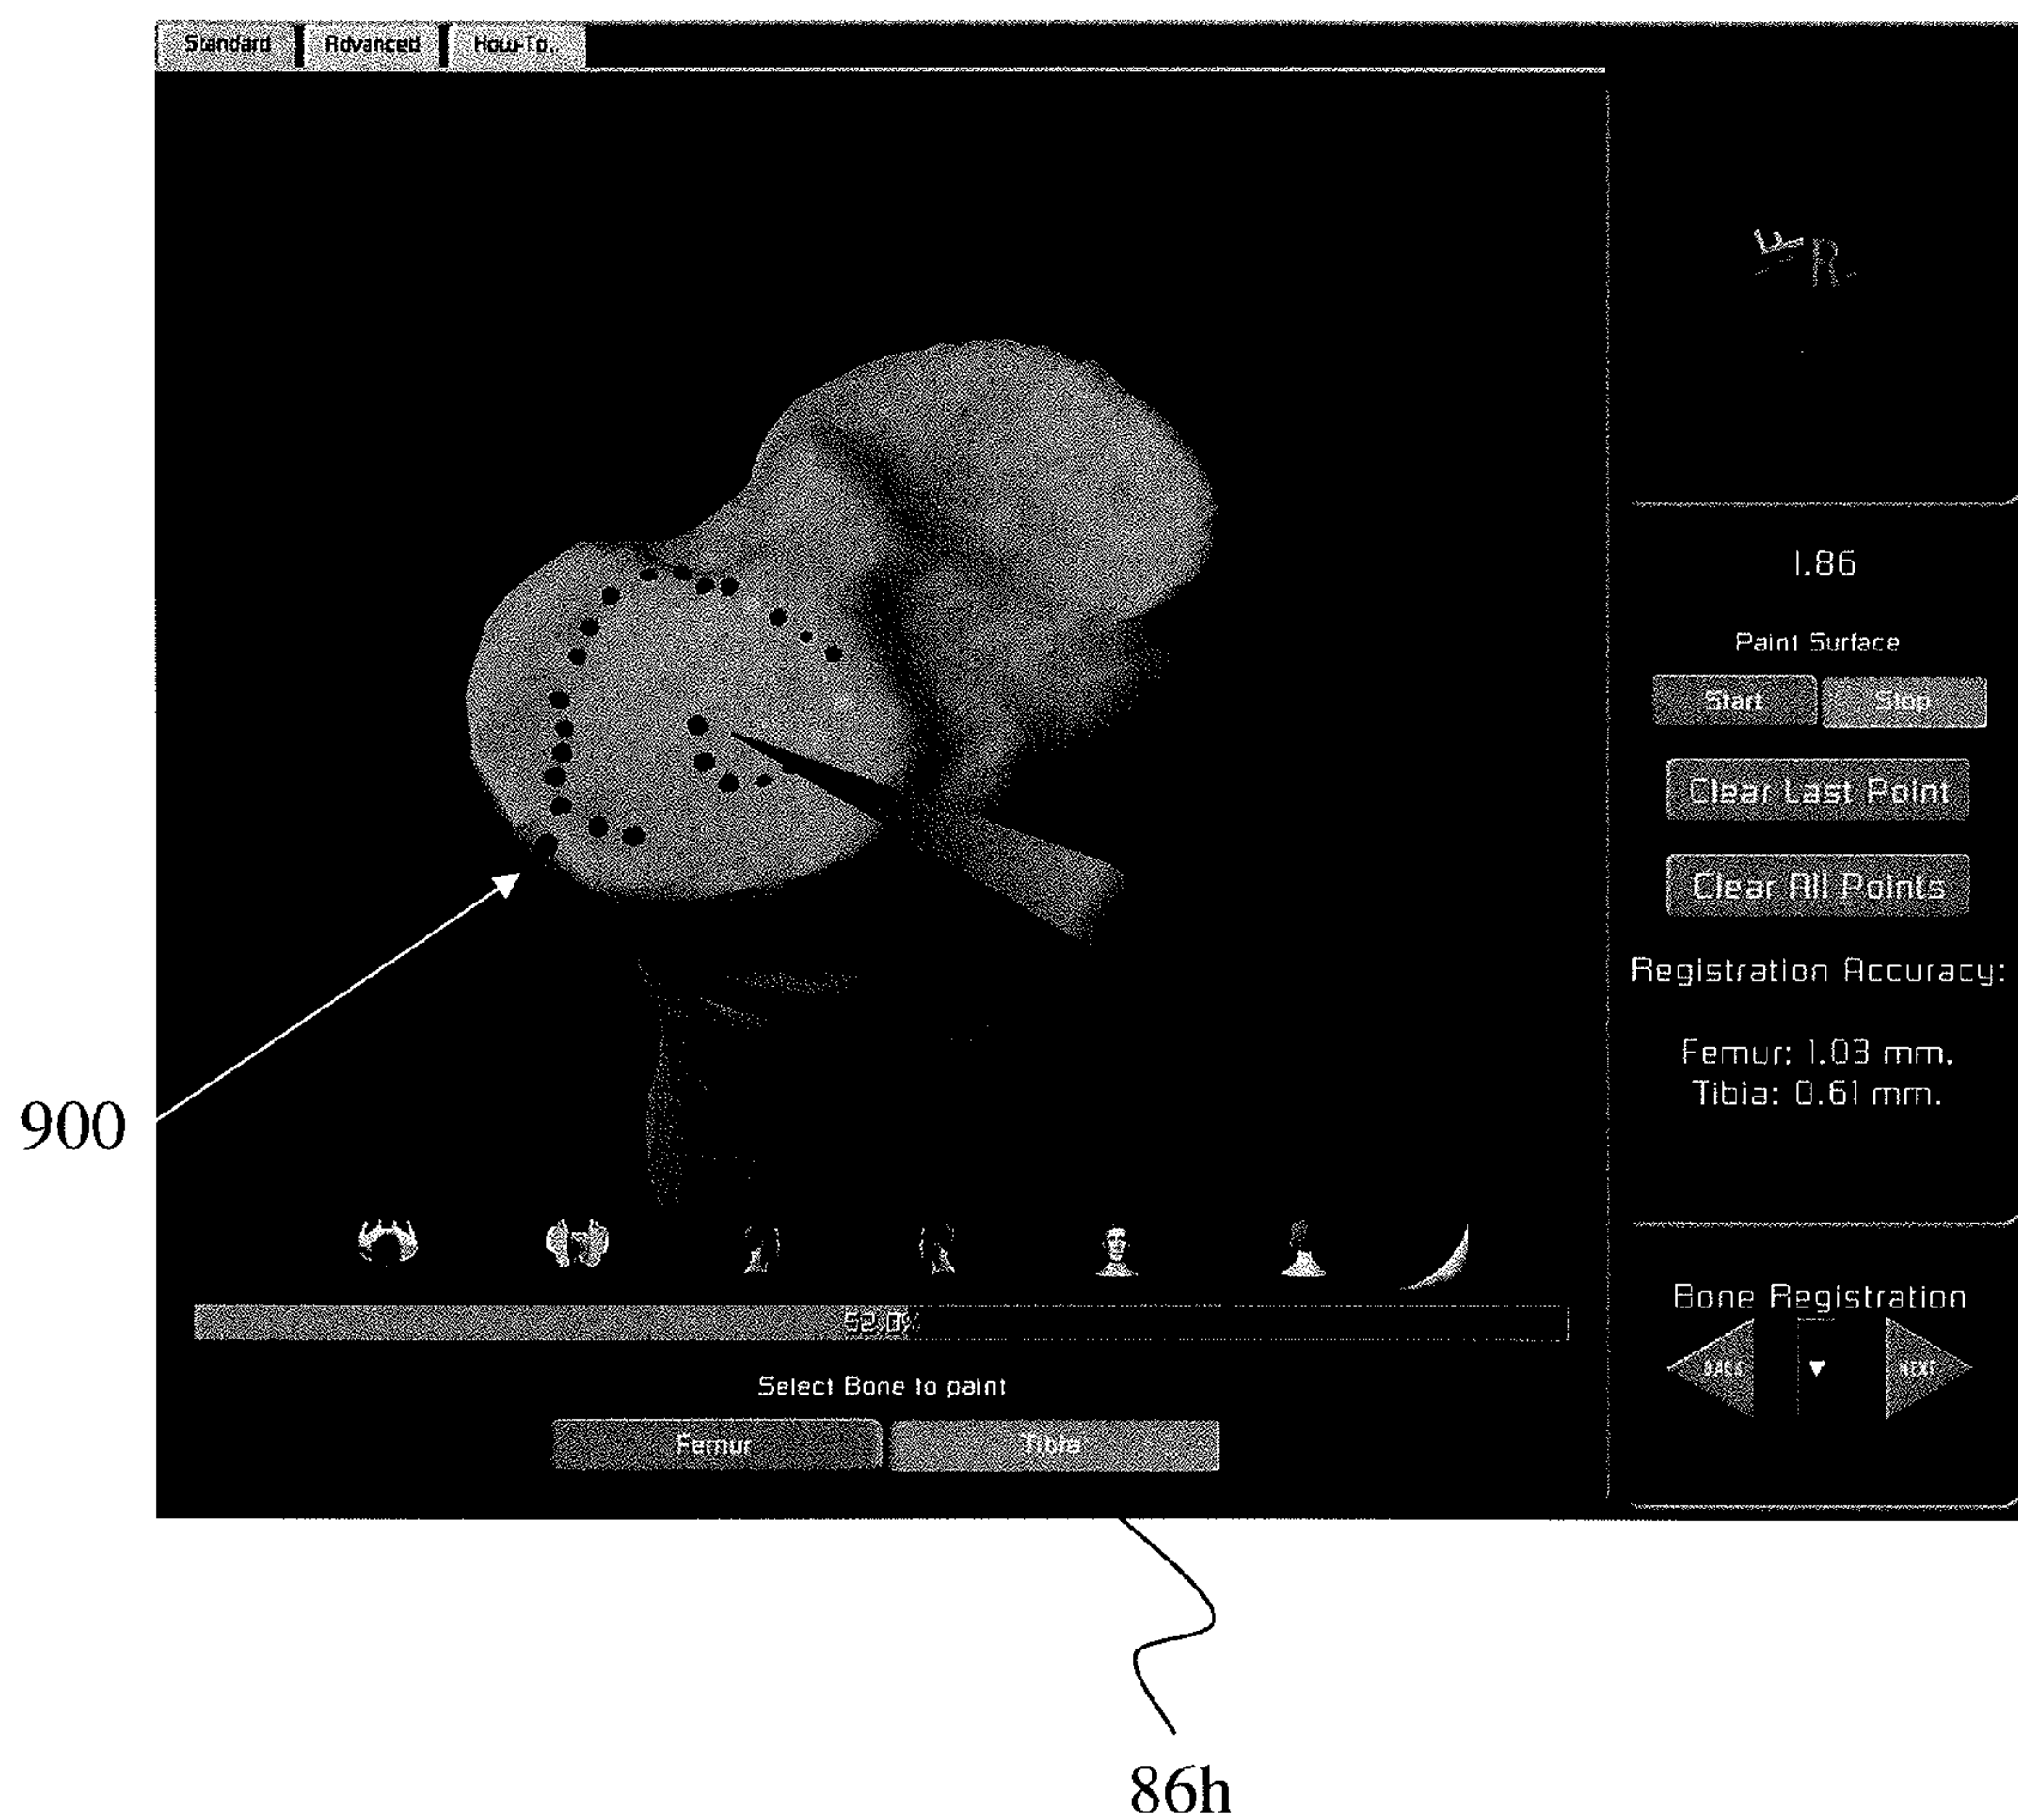 Standard Advanced How-To..
R
1.86
Paint Surface
Start Stop
Clear Last Point
Clear All Points
Registration Accuracy:
Femur: 1.03 mm.
Tibia: 0.61 mm.
900
52.0%
Select Bone to paint
Femur Tibia
Bone Registration
BACK NEXT
86h